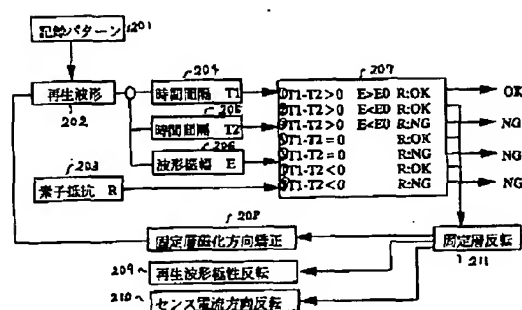 記録パターン 201
204 207
再生波形 時間間隔 T1 ①T1-T2>0 E>E0 R:OK OK
202 205 T1-T2>0 E<E0 R:OK
時間間隔 T2 T1-T2>0 E<E0 R:NG NG
206 T1-T2=0 R:OK
波形振幅 E T1-T2=0 R:NG NG
203 T1-T2<0 R:OK
素子抵抗 R T1-T2<0 R:NG NG
208
固定層磁化方向矯正 固定層反転
209 再生波形極性反転 211
210 センス電流方向反転